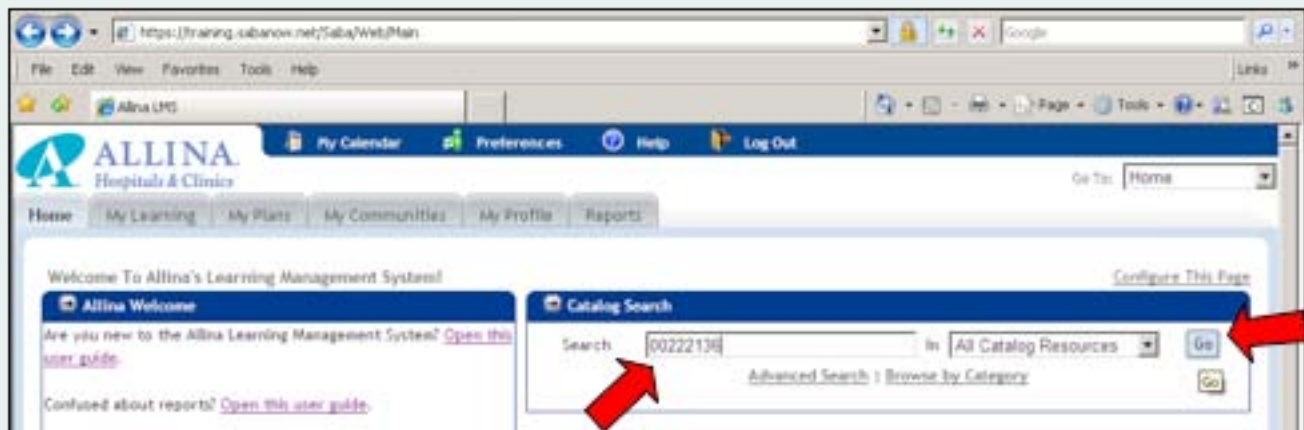 https://training.sabanow.net/Saba/Web/Main
Google
File Edit View Favorites Tools Help
Links »
Allina LMS
Page Tools
ALLINA
Hospitals & Clinics
My Calendar Preferences Help Log Out
Go To: Home
Home My Learning My Plans My Communities My Profile Reports
Welcome To Allina's Learning Management System!
Configure This Page
Allina Welcome
Are you new to the Allina Learning Management System? Open this
user guide.
Confused about reports? Open this user guide.
Catalog Search
Search 00222136 In All Catalog Resources Go
Advanced Search | Browse by Category
Go